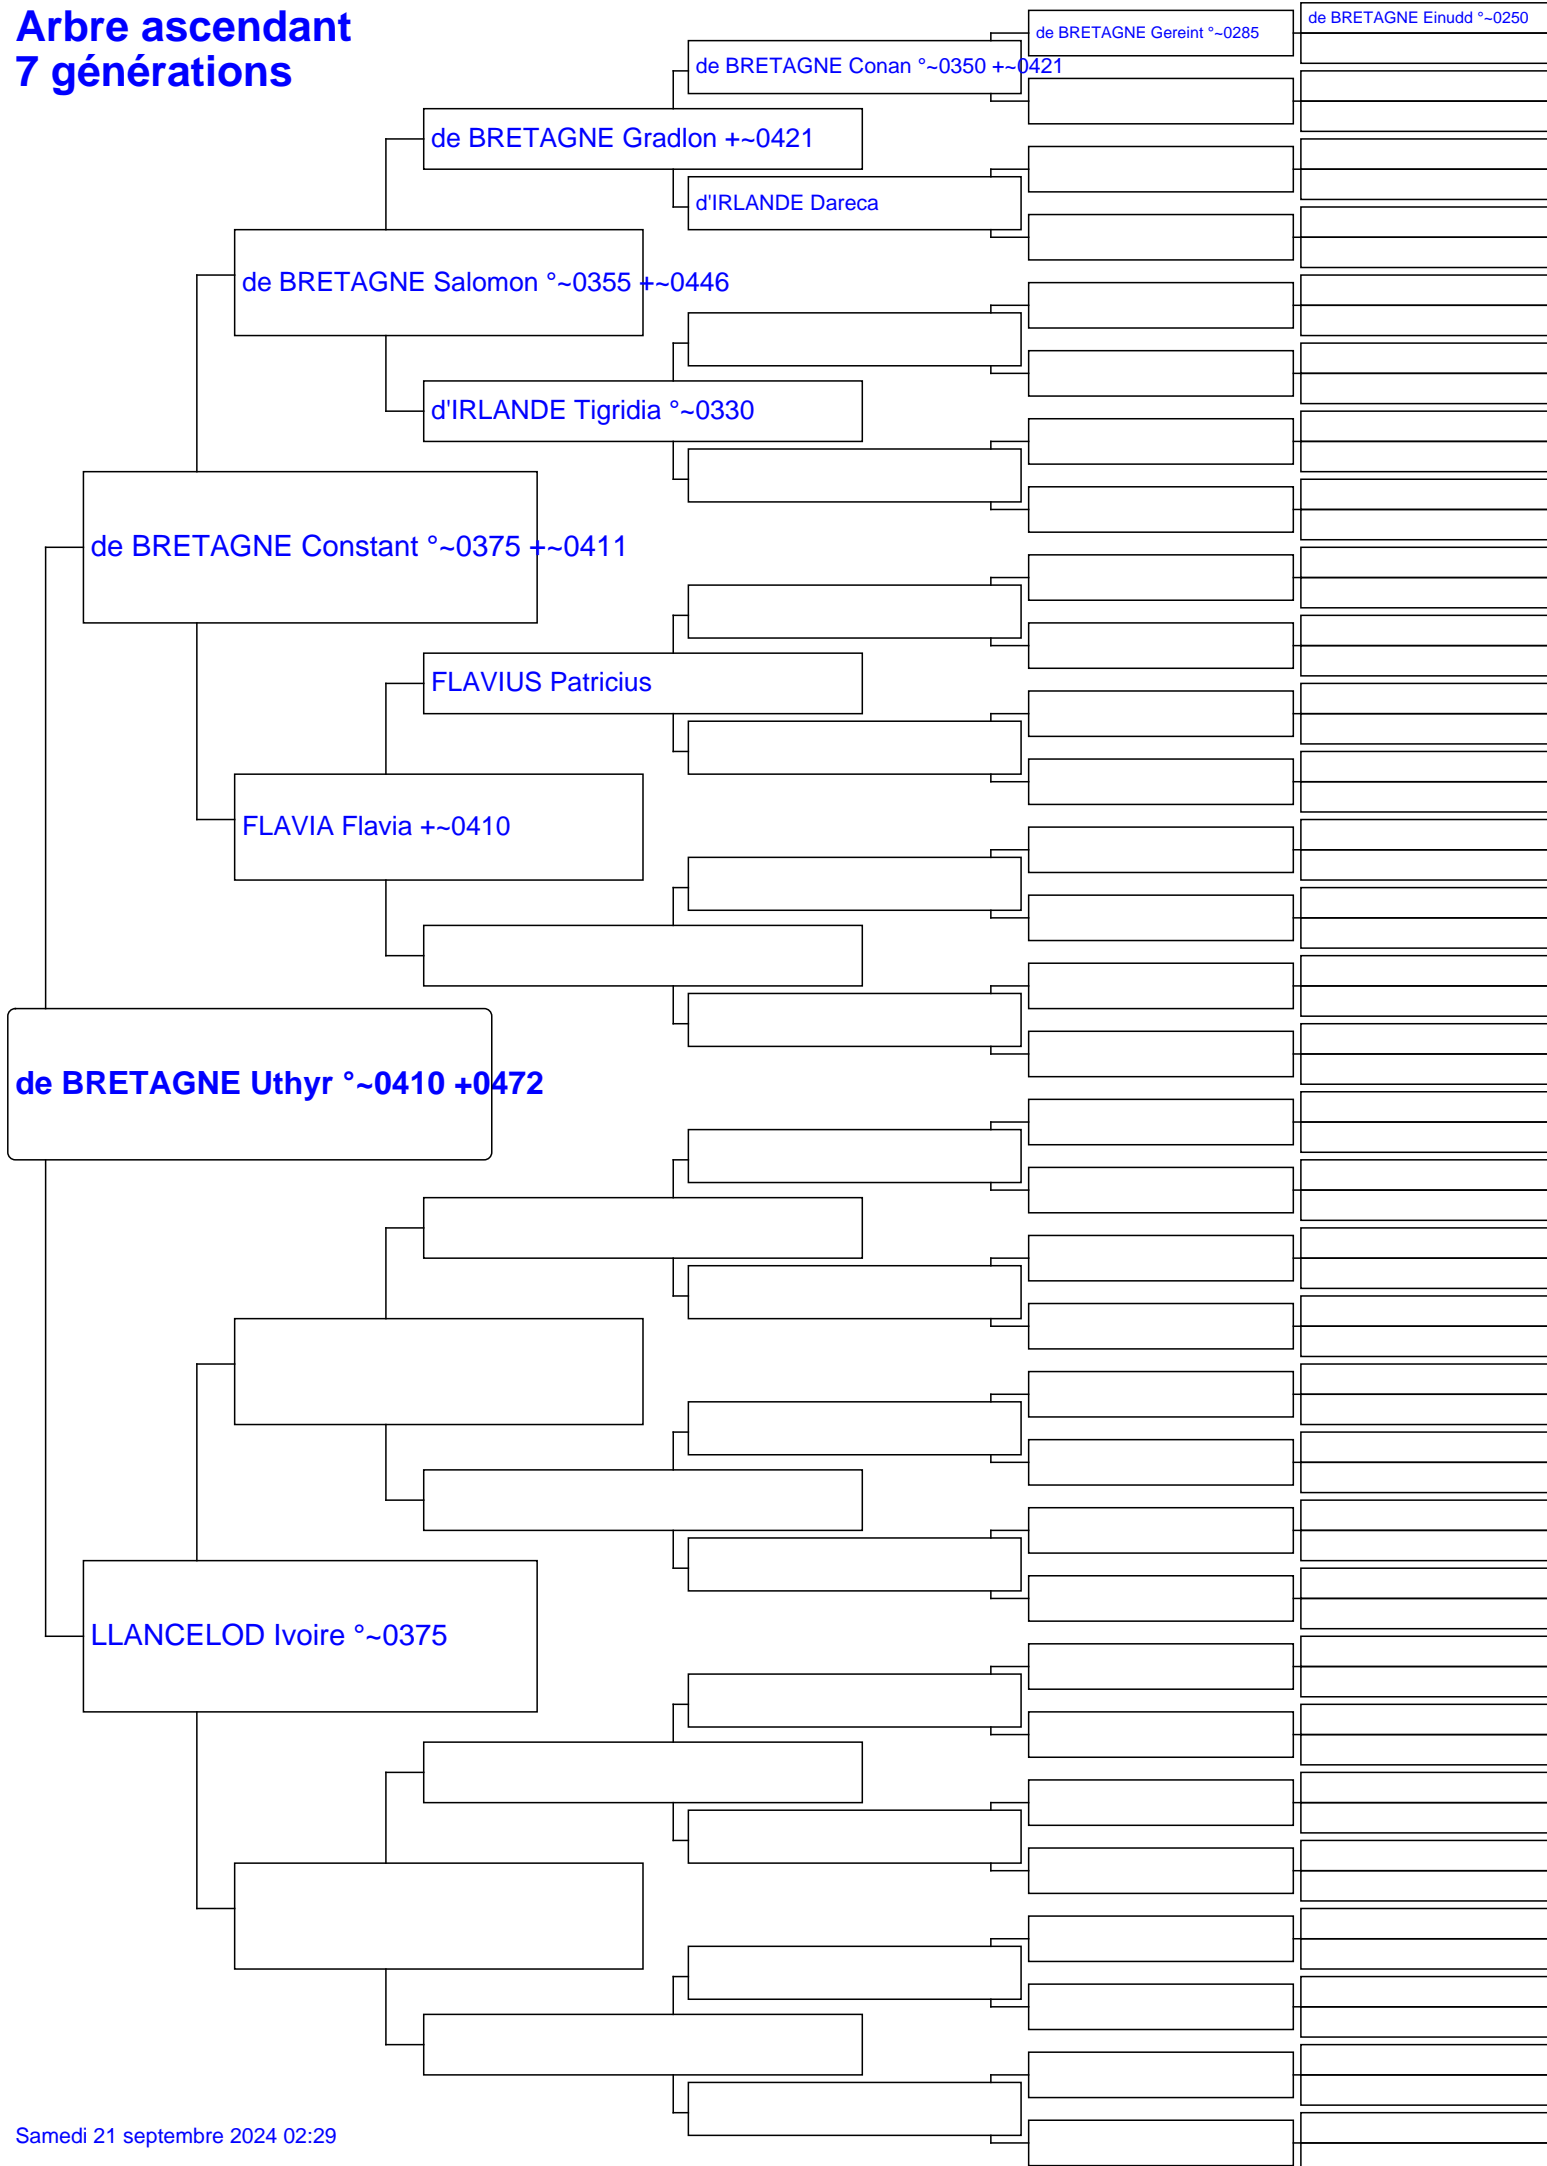 Arbre ascendant
7 générations
de BRETAGNE Einudd °~0250
de BRETAGNE Gereint °~0285
de BRETAGNE Conan °~0350 +~0421
de BRETAGNE Gradlon +~0421
d'IRLANDE Dareca
de BRETAGNE Salomon °~0355 +~0446
d'IRLANDE Tigridia °~0330
de BRETAGNE Constant °~0375 +~0411
FLAVIUS Patricius
FLAVIA Flavia +~0410
de BRETAGNE Uthyr °~0410 +0472
LLANCELOD Ivoire °~0375
Samedi 21 septembre 2024 02:29